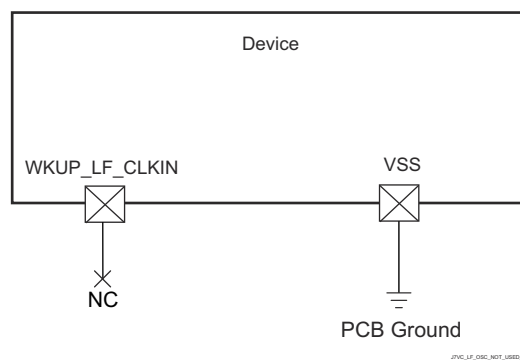 Device
WKUP_LF_CLKIN
VSS
NC
PCB Ground
J7VC_LF_OSC_NOT_USED